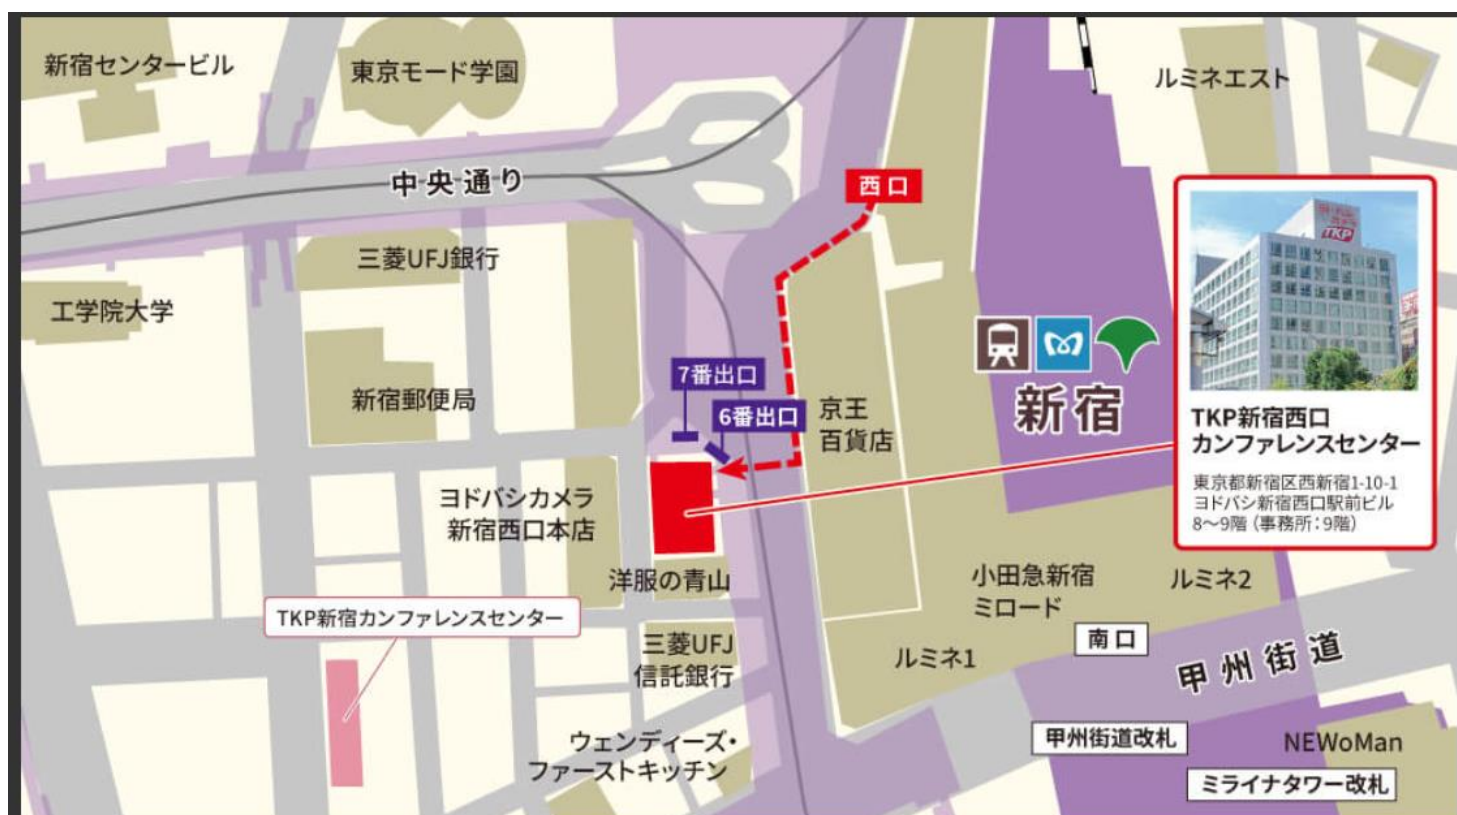 新宿センタービル
東京モード学園
ルミネエスト
中央通り
西口
三菱UFJ銀行
工学院大学
TKP
7番出口
6番出口
新宿郵便局
京王
百貨店
新宿
TKP新宿西口
カンファレンスセンター
東京都新宿区西新宿1-10-1
ヨドバシ新宿西口駅前ビル
8～9階（事務所：9階）
ヨドバシカメラ
新宿西口本店
洋服の青山
小田急新宿
ミロード
ルミネ2
TKP新宿カンファレンスセンター
三菱UFJ
信託銀行
ルミネ1
南口
甲州街道
甲州街道改札
NEWoMan
ウェンディーズ・
ファーストキッチン
ミライナタワー改札